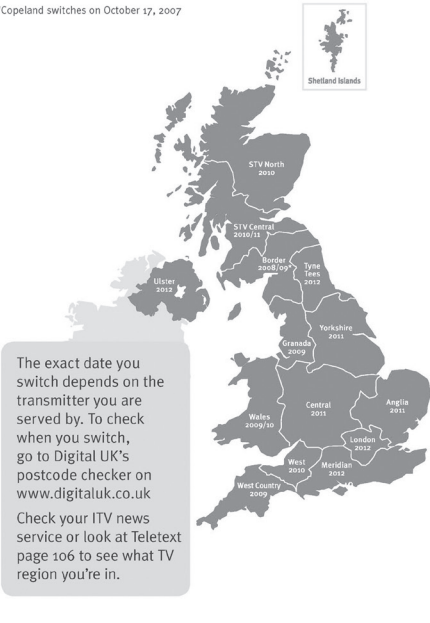 Copeland switches on October 17, 2007
Shetland Islands
STV North
2010
STV Central
2010/11
Border
2008/09*
Tyne
Tees
2012
Ulster
2012
Yorkshire
2011
Granada
2009
Central
2011
Anglia
2011
Wales
2009/10
London
2012
West
2010
Meridian
2012
West Country
2009
The exact date you
switch depends on the
transmitter you are
served by. To check
when you switch,
go to Digital UK's
postcode checker on
www.digitaluk.co.uk
Check your ITV news
service or look at Teletext
page 106 to see what TV
region you're in.